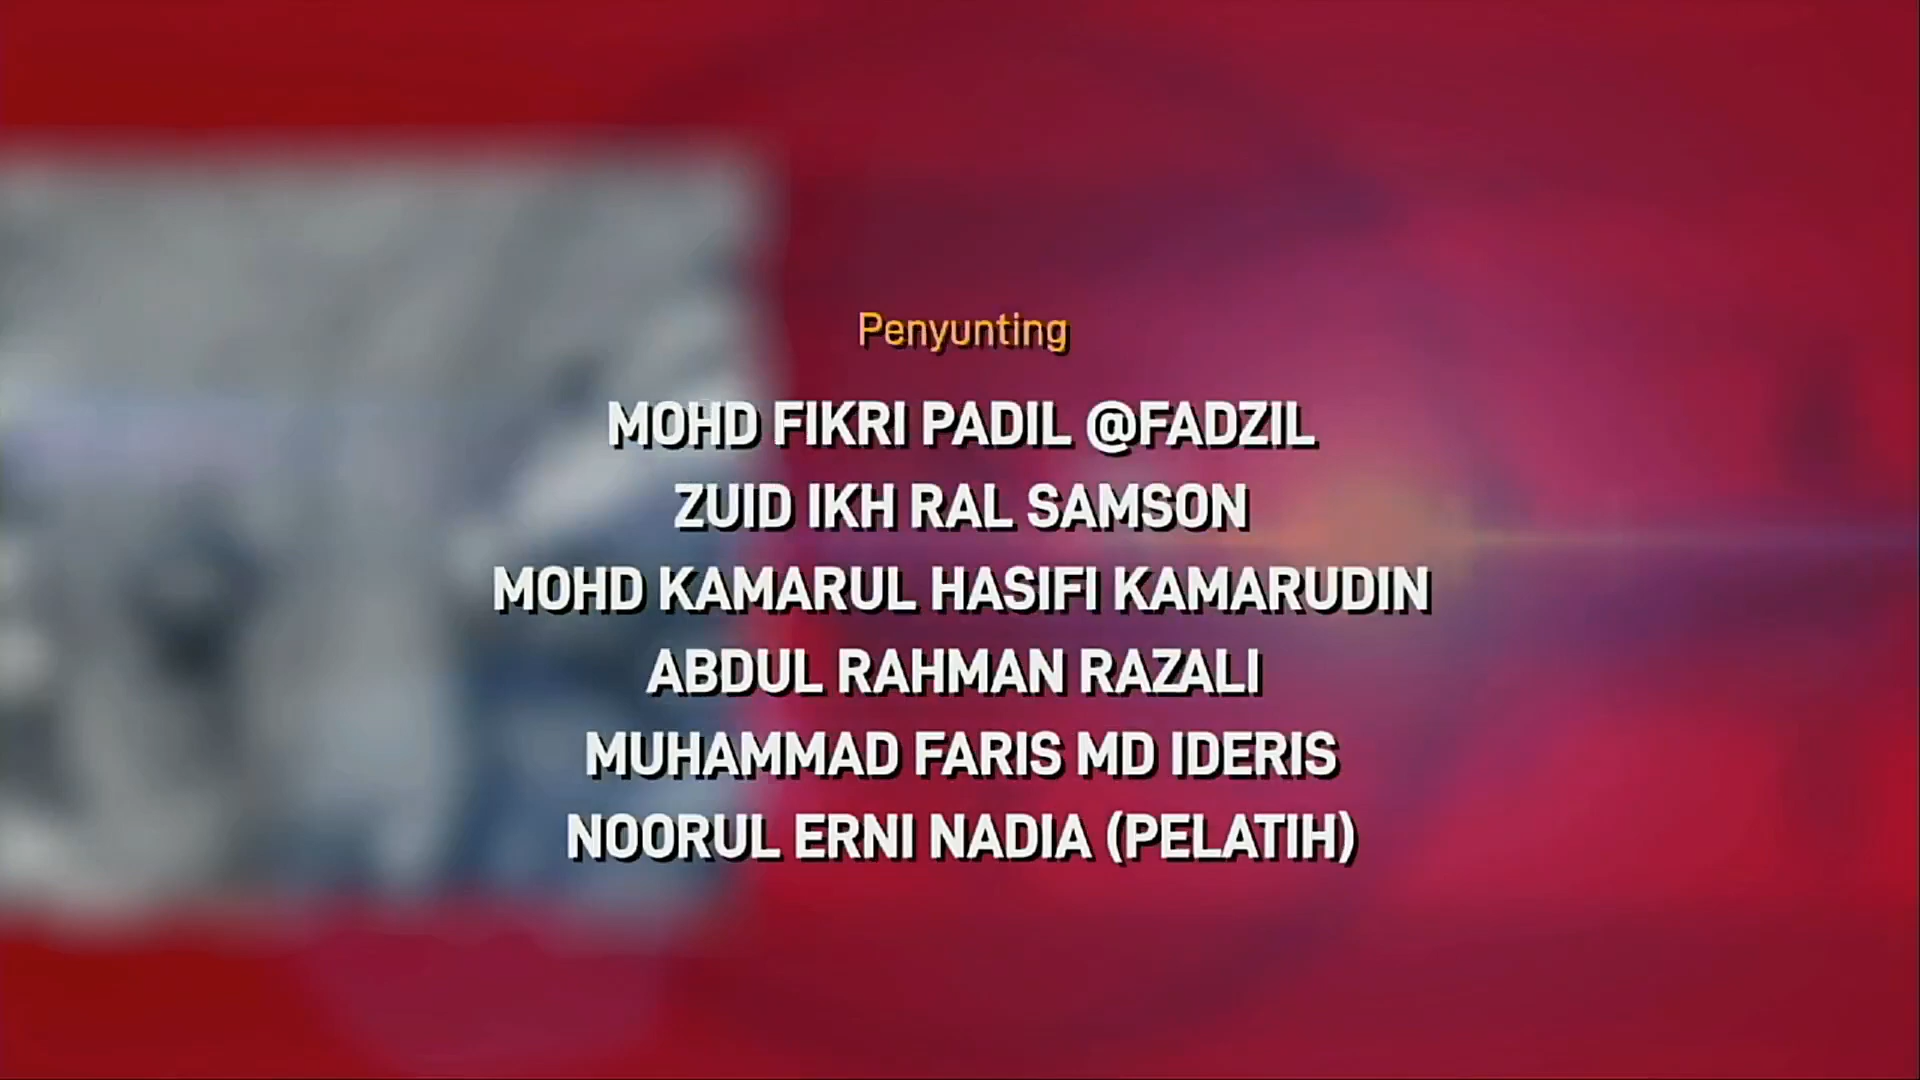 Penyunting
MOHD FIKRI PADIL @FADZIL
ZUID IKH RAL SAMSON
MOHD KAMARUL HASIFI KAMARUDIN
ABDUL RAHMAN RAZALI
MUHAMMAD FARIS MD IDERIS
NOORUL ERNI NADIA (PELATIH)